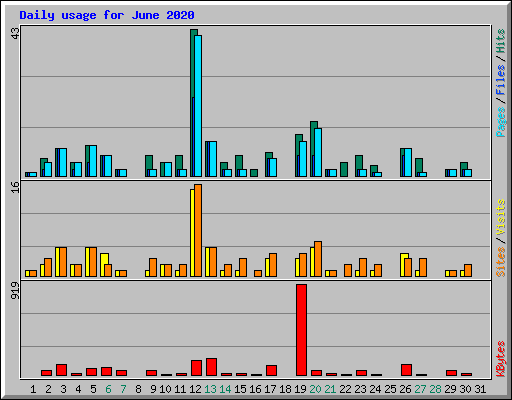 Daily usage for June 2020
43
16
919
Pages / Files / Hits
Sites / Visits
KBytes
1 2 3 4 5 6 7 8 9 10 11 12 13 14 15 16 17 18 19 20 21 22 23 24 25 26 27 28 29 30 31